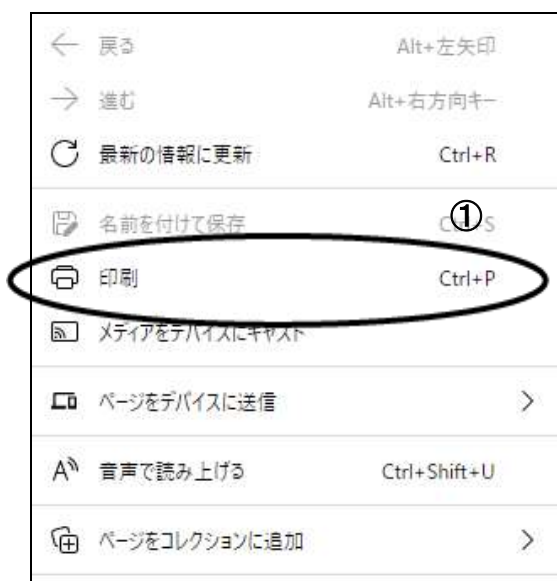 戻る Alt+左矢印
進む Alt+右方向キー
最新の情報に更新 Ctrl+R
名前を付けて保存 Ctrl+S
①
印刷 Ctrl+P
メディアをデバイスにキャスト
ページをデバイスに送信
音声で読み上げる Ctrl+Shift+U
ページをコレクションに追加